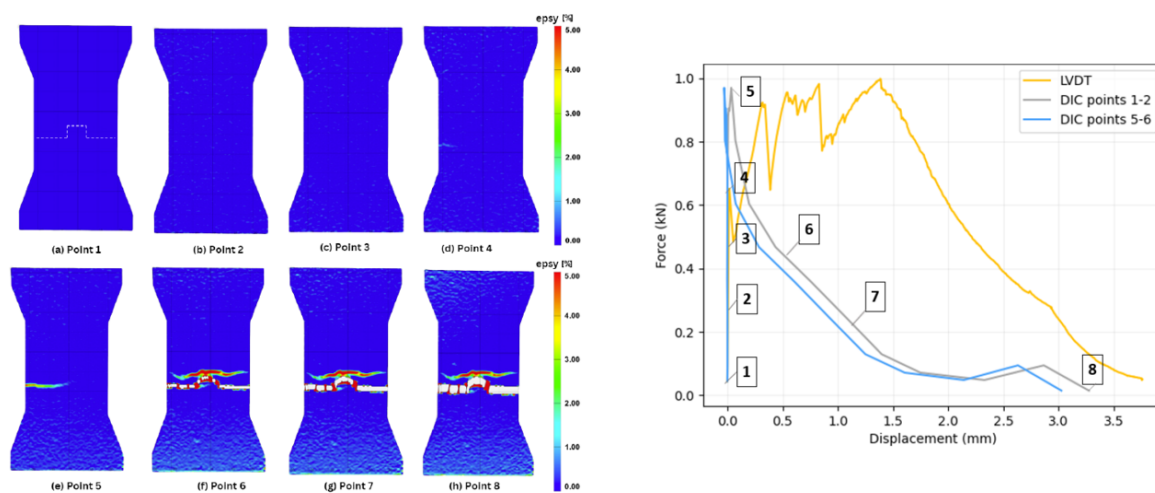 epsy [%]
5.00
4.00
3.00
2.00
1.00
0.00
(a) Point 1
(b) Point 2
(c) Point 3
(d) Point 4
epsy [%]
5.00
4.00
3.00
2.00
1.00
0.00
(e) Point 5
(f) Point 6
(g) Point 7
(h) Point 8
LVDT
DIC points 1-2
DIC points 5-6
Force (kN)
1.0
0.8
0.6
0.4
0.2
0.0
5
4
3
6
2
7
1
8
0.0 0.5 1.0 1.5 2.0 2.5 3.0 3.5
Displacement (mm)